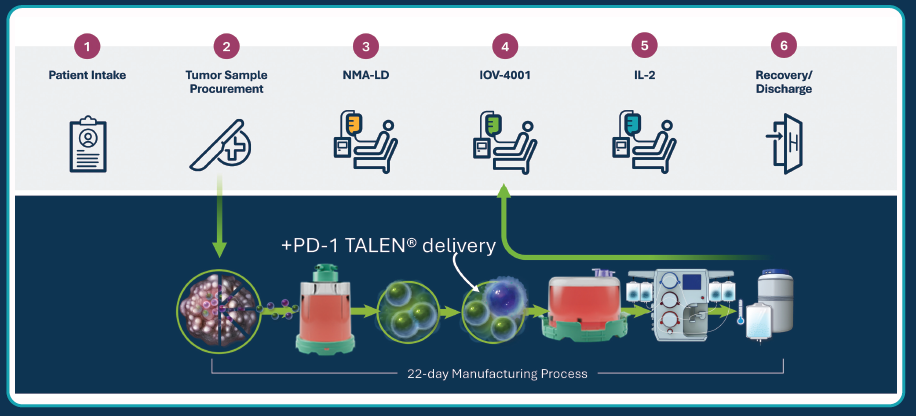 1
2
3
4
5
6
Patient Intake
Tumor Sample
Procurement
NMA-LD
IOV-4001
IL-2
Recovery/
Discharge
H
+PD-1 TALEN® delivery
22-day Manufacturing Process